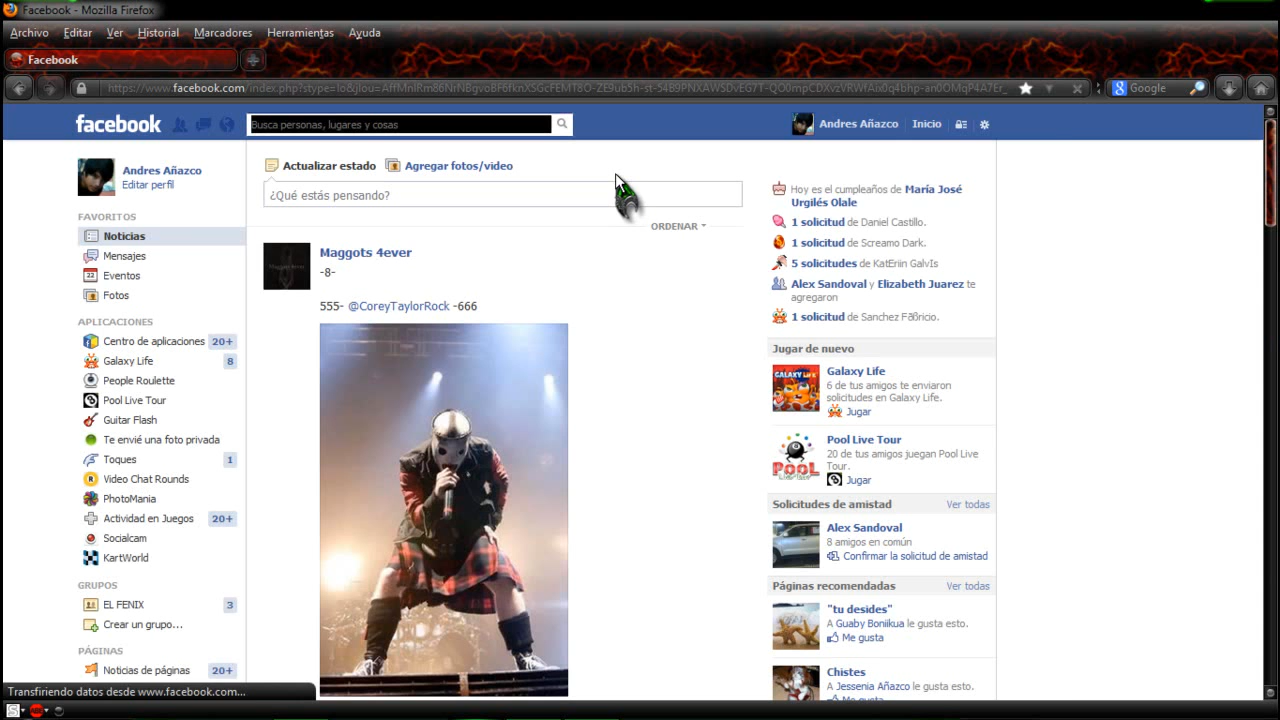 Facebook - Mozilla Firefox
Archivo Editar Ver Historial Marcadores Herramientas Ayuda
Facebook
Google
facebook
Busca personas, lugares y cosas
Andres Añazco Inicio
Andres Añazco
Editar perfil
FAVORITOS
Noticias
Mensajes
Eventos
Fotos
APLICACIONES
Centro de aplicaciones 20+
Galaxy Life 8
People Roulette
Pool Live Tour
Guitar Flash
Te envié una foto privada
Toques 1
Video Chat Rounds
PhotoMania
Actividad en Juegos 20+
Socialcam
KartWorld
GRUPOS
EL FENIX 3
Crear un grupo...
PÁGINAS
Noticias de páginas 20+
Actualizar estado Agregar fotos/video
¿Qué estás pensando?
ORDENAR
Maggots 4ever
-8-
555- @CoreyTaylorRock -666
Hoy es el cumpleaños de María José
Urgilés Olale
1 solicitud de Daniel Castillo.
1 solicitud de Screamo Dark.
5 solicitudes de KatEriin GalvIs
Alex Sandoval y Elizabeth Juarez te
agregaron
1 solicitud de Sanchez Fãßricio.
Jugar de nuevo
Galaxy Life
6 de tus amigos te enviaron
solicitudes en Galaxy Life.
Jugar
Pool Live Tour
20 de tus amigos juegan Pool Live
Tour.
Jugar
Solicitudes de amistad Ver todas
Alex Sandoval
8 amigos en común
Confirmar la solicitud de amistad
Páginas recomendadas Ver todas
"tu desides"
A Guaby Boniikua le gusta esto.
Me gusta
Chistes
A Jessenia Añazco le gusta esto.
Me gusta
Transfiriendo datos desde www.facebook.com...